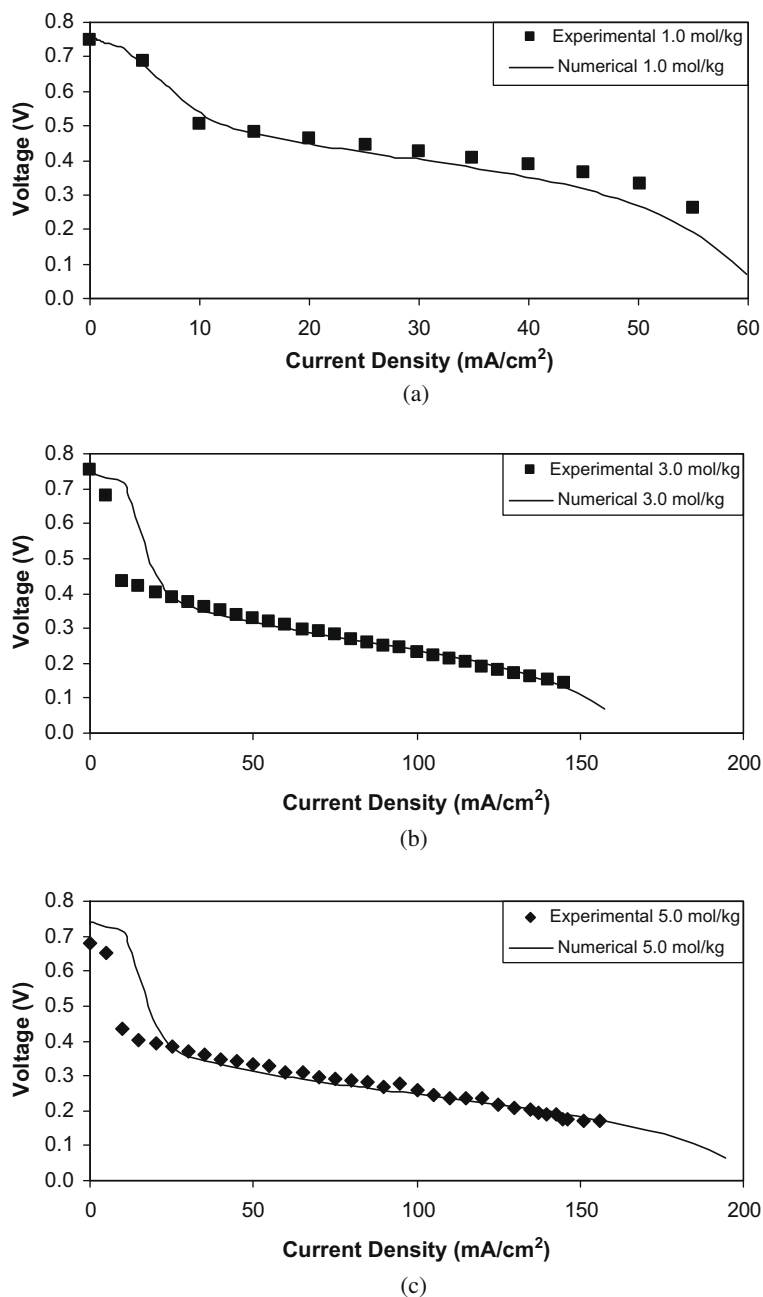 0.8
0.7
0.6
0.5
0.4
0.3
0.2
0.1
0.0
Voltage (V)
■ Experimental 1.0 mol/kg
Numerical 1.0 mol/kg
0 10 20 30 40 50 60
Current Density (mA/cm²)
(a)
0.8
0.7
0.6
0.5
0.4
0.3
0.2
0.1
0.0
Voltage (V)
■ Experimental 3.0 mol/kg
Numerical 3.0 mol/kg
0 50 100 150 200
Current Density (mA/cm²)
(b)
0.8
0.7
0.6
0.5
0.4
0.3
0.2
0.1
0.0
Voltage (V)
◆ Experimental 5.0 mol/kg
Numerical 5.0 mol/kg
0 50 100 150 200
Current Density (mA/cm²)
(c)